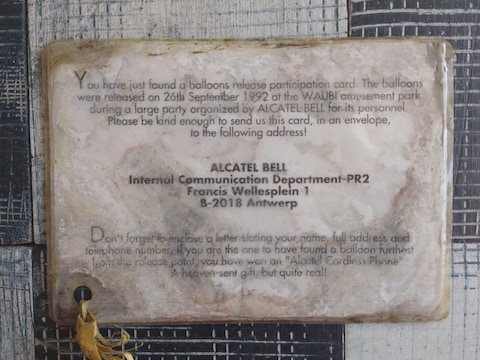 You have just found a balloons release participation card. The balloons
were released on 26th September 1992 at the WALIBI amusement park
during a large party organized by ALCATEL BELL for its personnel.
Please be kind enough to send us this card, in an envelope,
to the following address!
ALCATEL BELL
Internal Communication Department-PR2
Francis Wellesplein 1
B-2018 Antwerp
Don't forget to enclose a letter stating your name, full address and
telephone number. If you are the one to have found a balloon furthest
from the release point, you have won an "Alcatel Cordless Phone".
A heaven-sent gift, but quite real!